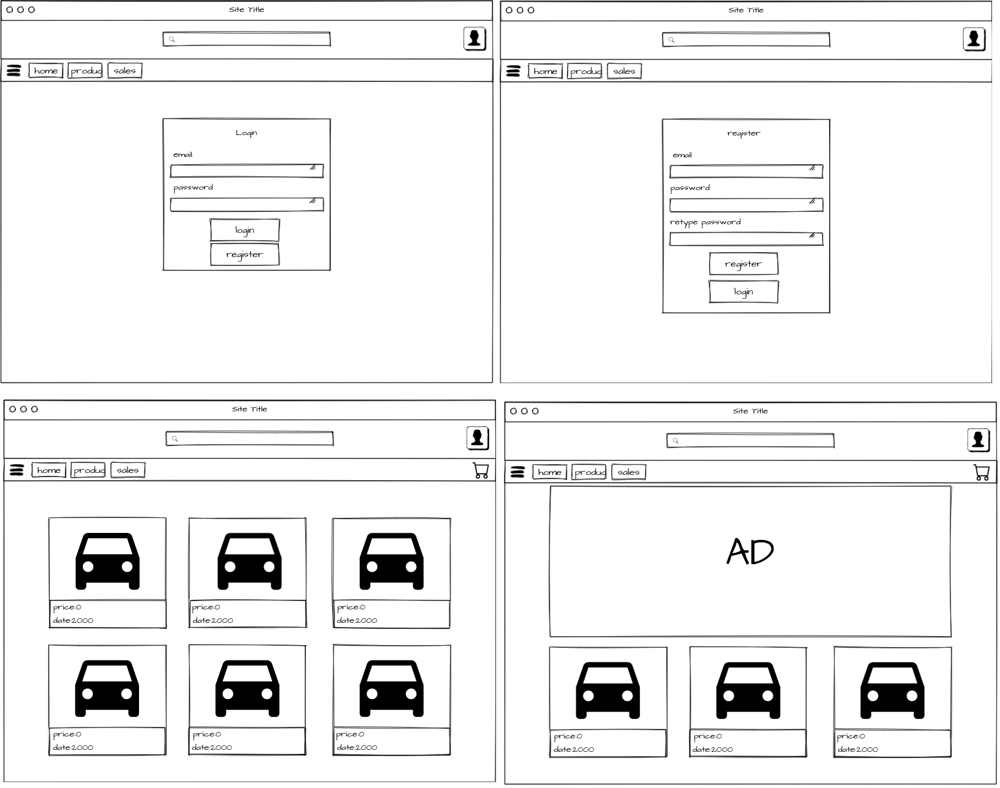 Site Title
home produc sales
Login
email
password
login
register
Site Title
home produc sales
register
email
password
retype password
register
login
Site Title
home produc sales
price:0 price:0 price:0
date:2000 date:2000 date:2000
price:0 price:0 price:0
date:2000 date:2000 date:2000
Site Title
home produc sales
AD
price:0 price:0 price:0
date:2000 date:2000 date:2000